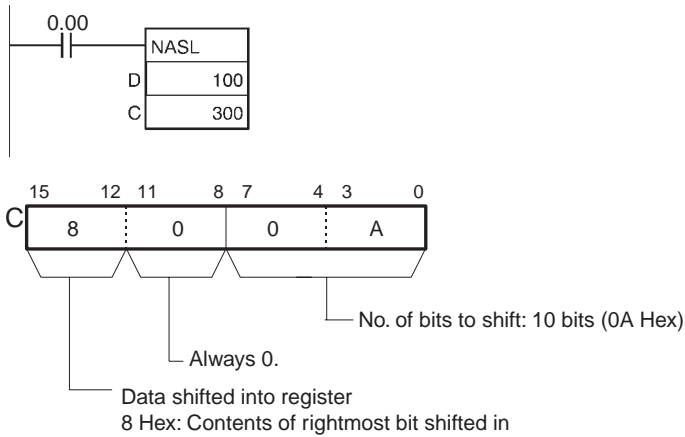 0.00
NASL
D 100
C 300
15 12 11 8 7 4 3 0
C 8 0 0 A
No. of bits to shift: 10 bits (0A Hex)
Always 0.
Data shifted into register
8 Hex: Contents of rightmost bit shifted in